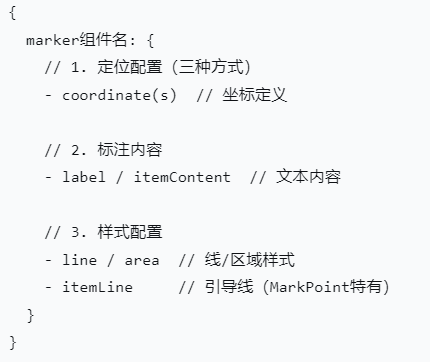 {
marker组件名: {
// 1. 定位配置（三种方式）
- coordinate(s)  // 坐标定义
// 2. 标注内容
- label / itemContent  // 文本内容
// 3. 样式配置
- line / area  // 线/区域样式
- itemLine     // 引导线（MarkPoint特有）
}
}